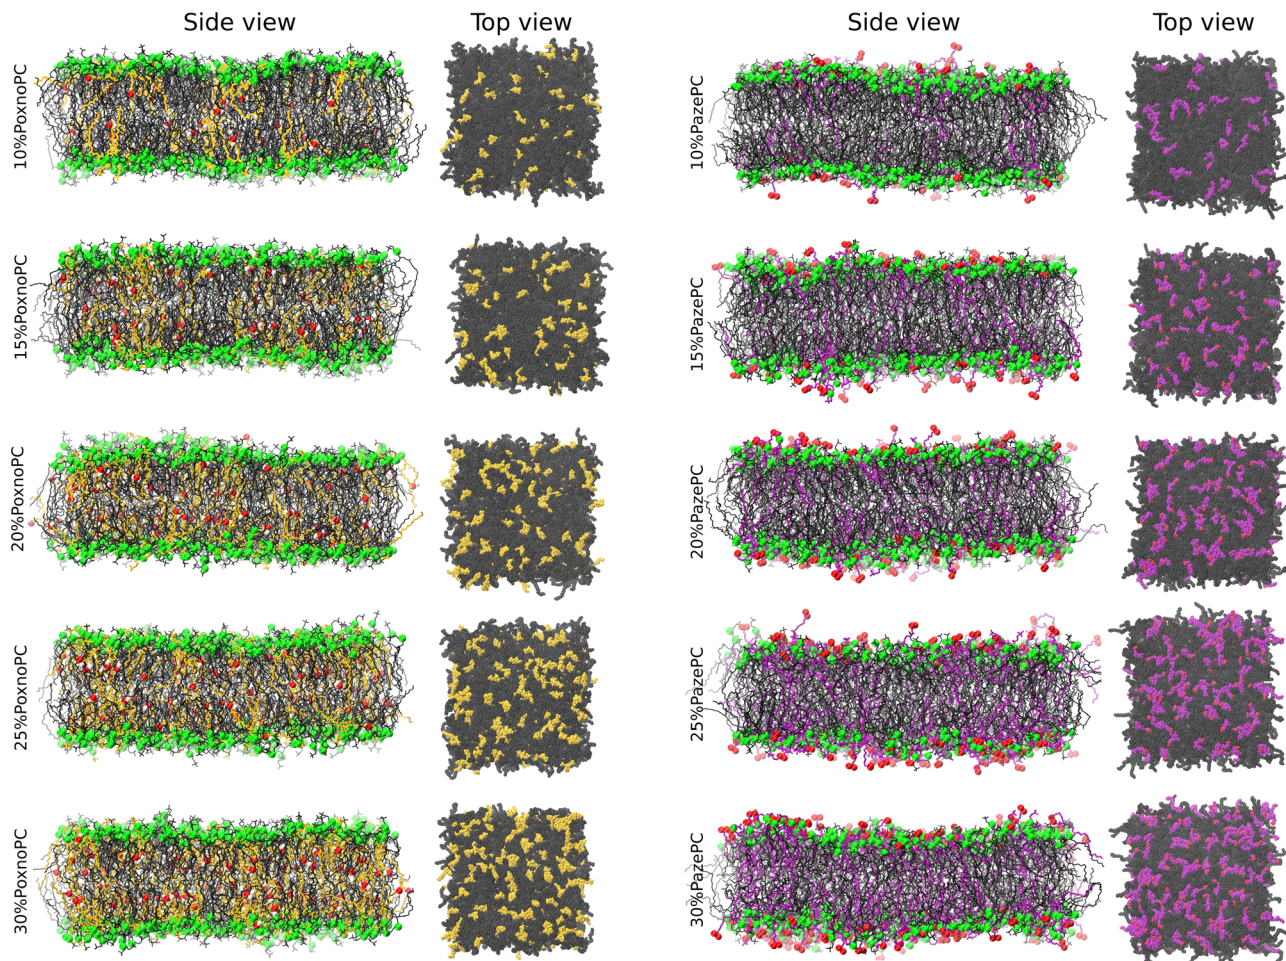 Side view
Top view
Side view
Top view
10%PoxnoPC
10%PazePC
15%PoxnoPC
15%PazePC
20%PoxnoPC
20%PazePC
25%PoxnoPC
25%PazePC
30%PoxnoPC
30%PazePC